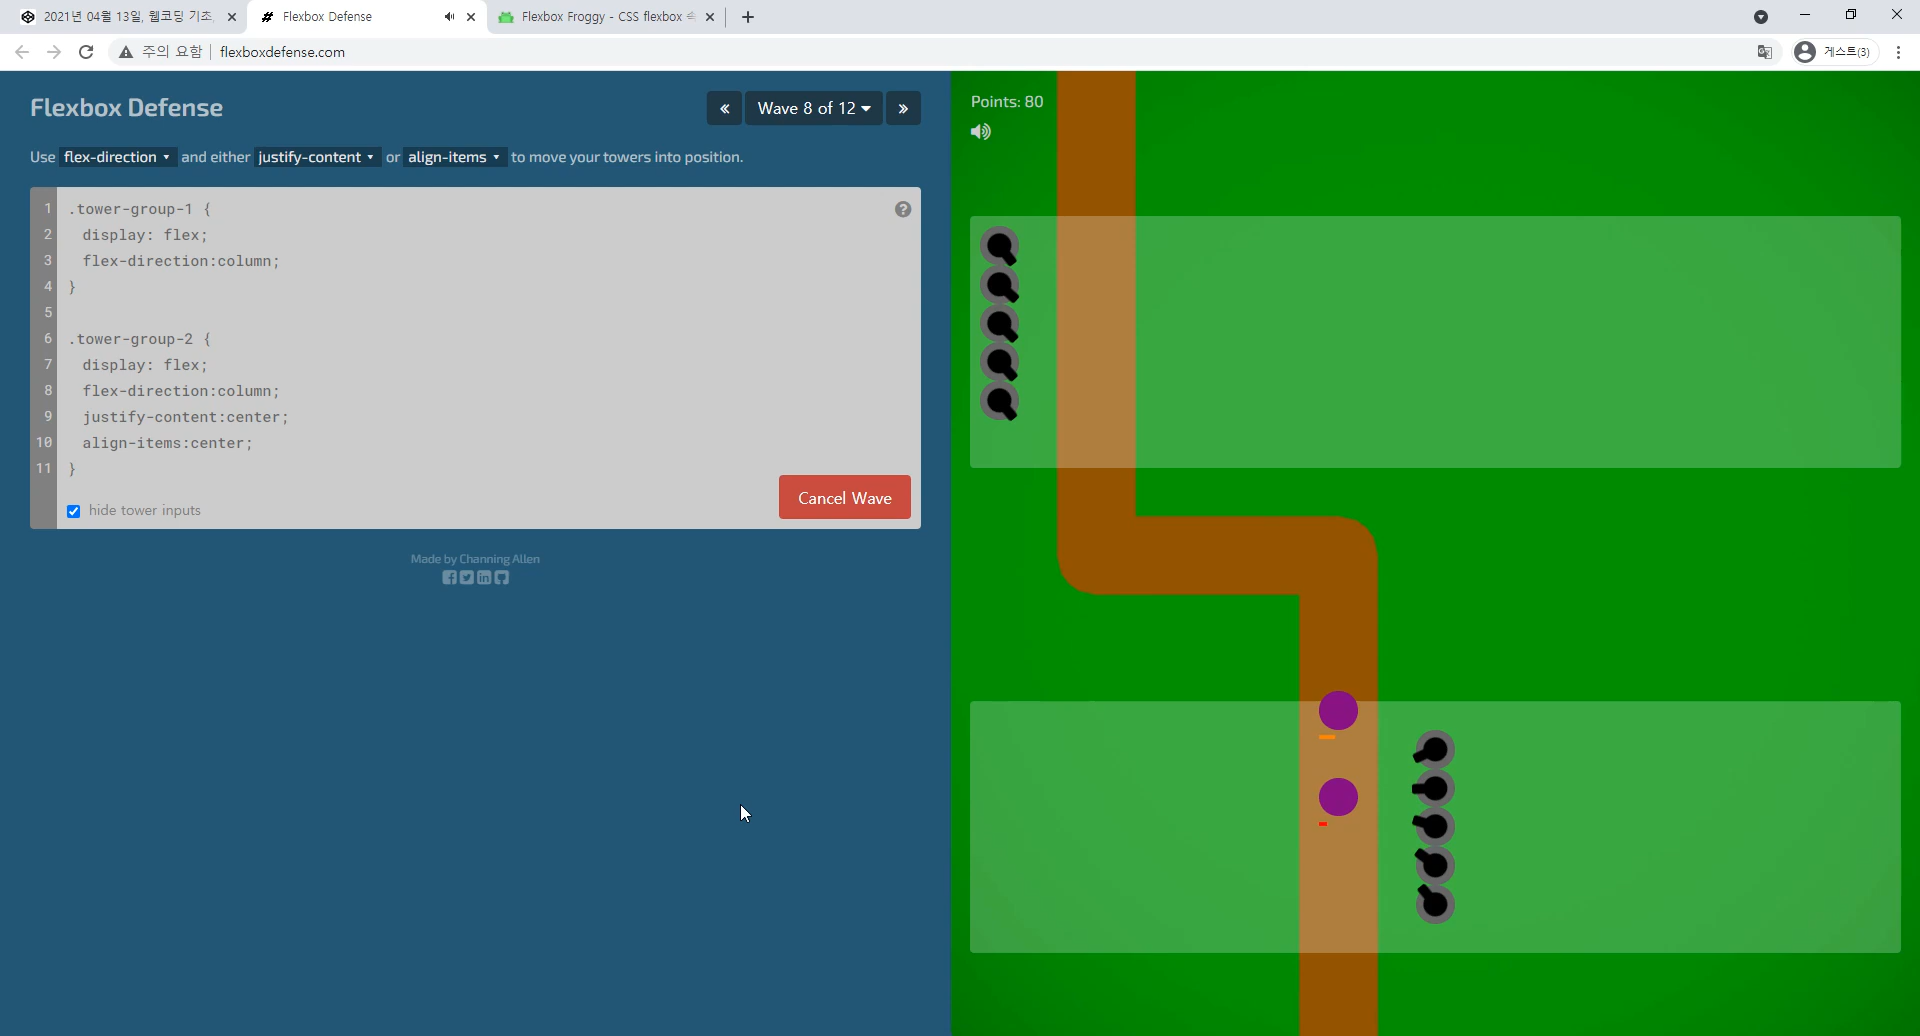 2021년 04월 13일, 웹코딩 기초
Flexbox Defense
Flexbox Froggy - CSS flexbox
주의 요함
flexboxdefense.com
게스트(3)
Flexbox Defense
« Wave 8 of 12 »
Use flex-direction and either justify-content or align-items to move your towers into position.
1 .tower-group-1 {
2 display: flex;
3 flex-direction:column;
4 }
5
6 .tower-group-2 {
7 display: flex;
8 flex-direction:column;
9 justify-content:center;
10 align-items:center;
11 }
hide tower inputs
Cancel Wave
Made by Channing Allen
Points: 80